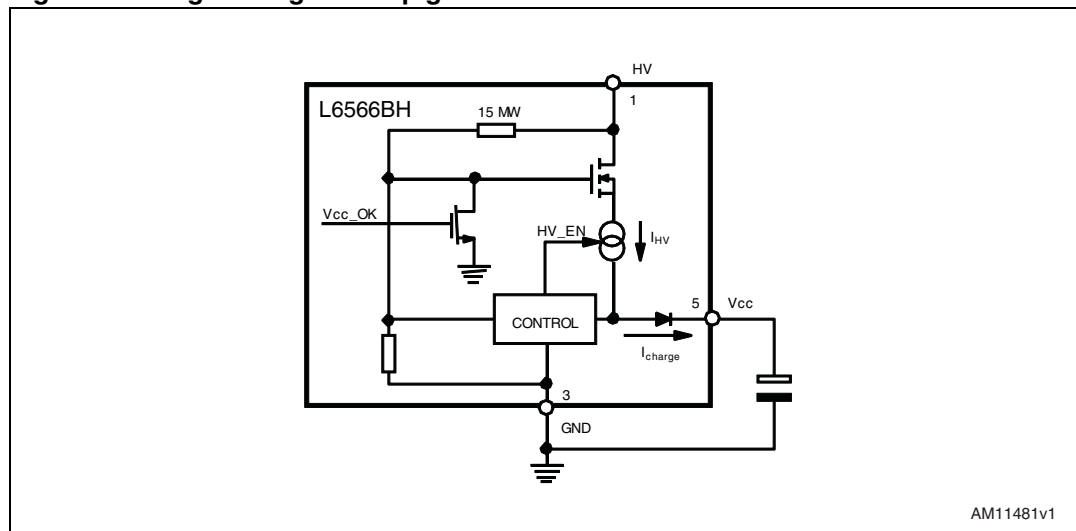 HV
1
L6566BH
15 MW
Vcc_OK
HV_EN
IHV
5 Vcc
CONTROL
Icharge
3
GND
AM11481v1